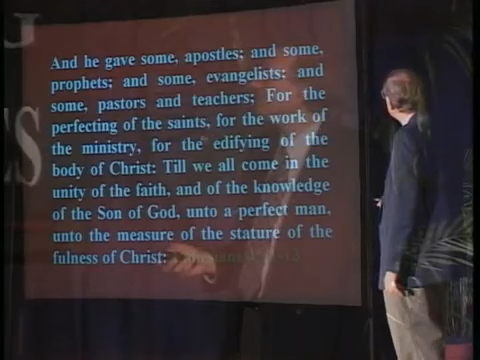 And he gave some, apostles; and some,
prophets; and some, evangelists; and
some, pastors and teachers; For the
perfecting of the saints, for the work of
the ministry, for the edifying of the
body of Christ: Till we all come in the
unity of the faith, and of the knowledge
of the Son of God, unto a perfect man,
unto the measure of the stature of the
fulness of Christ: